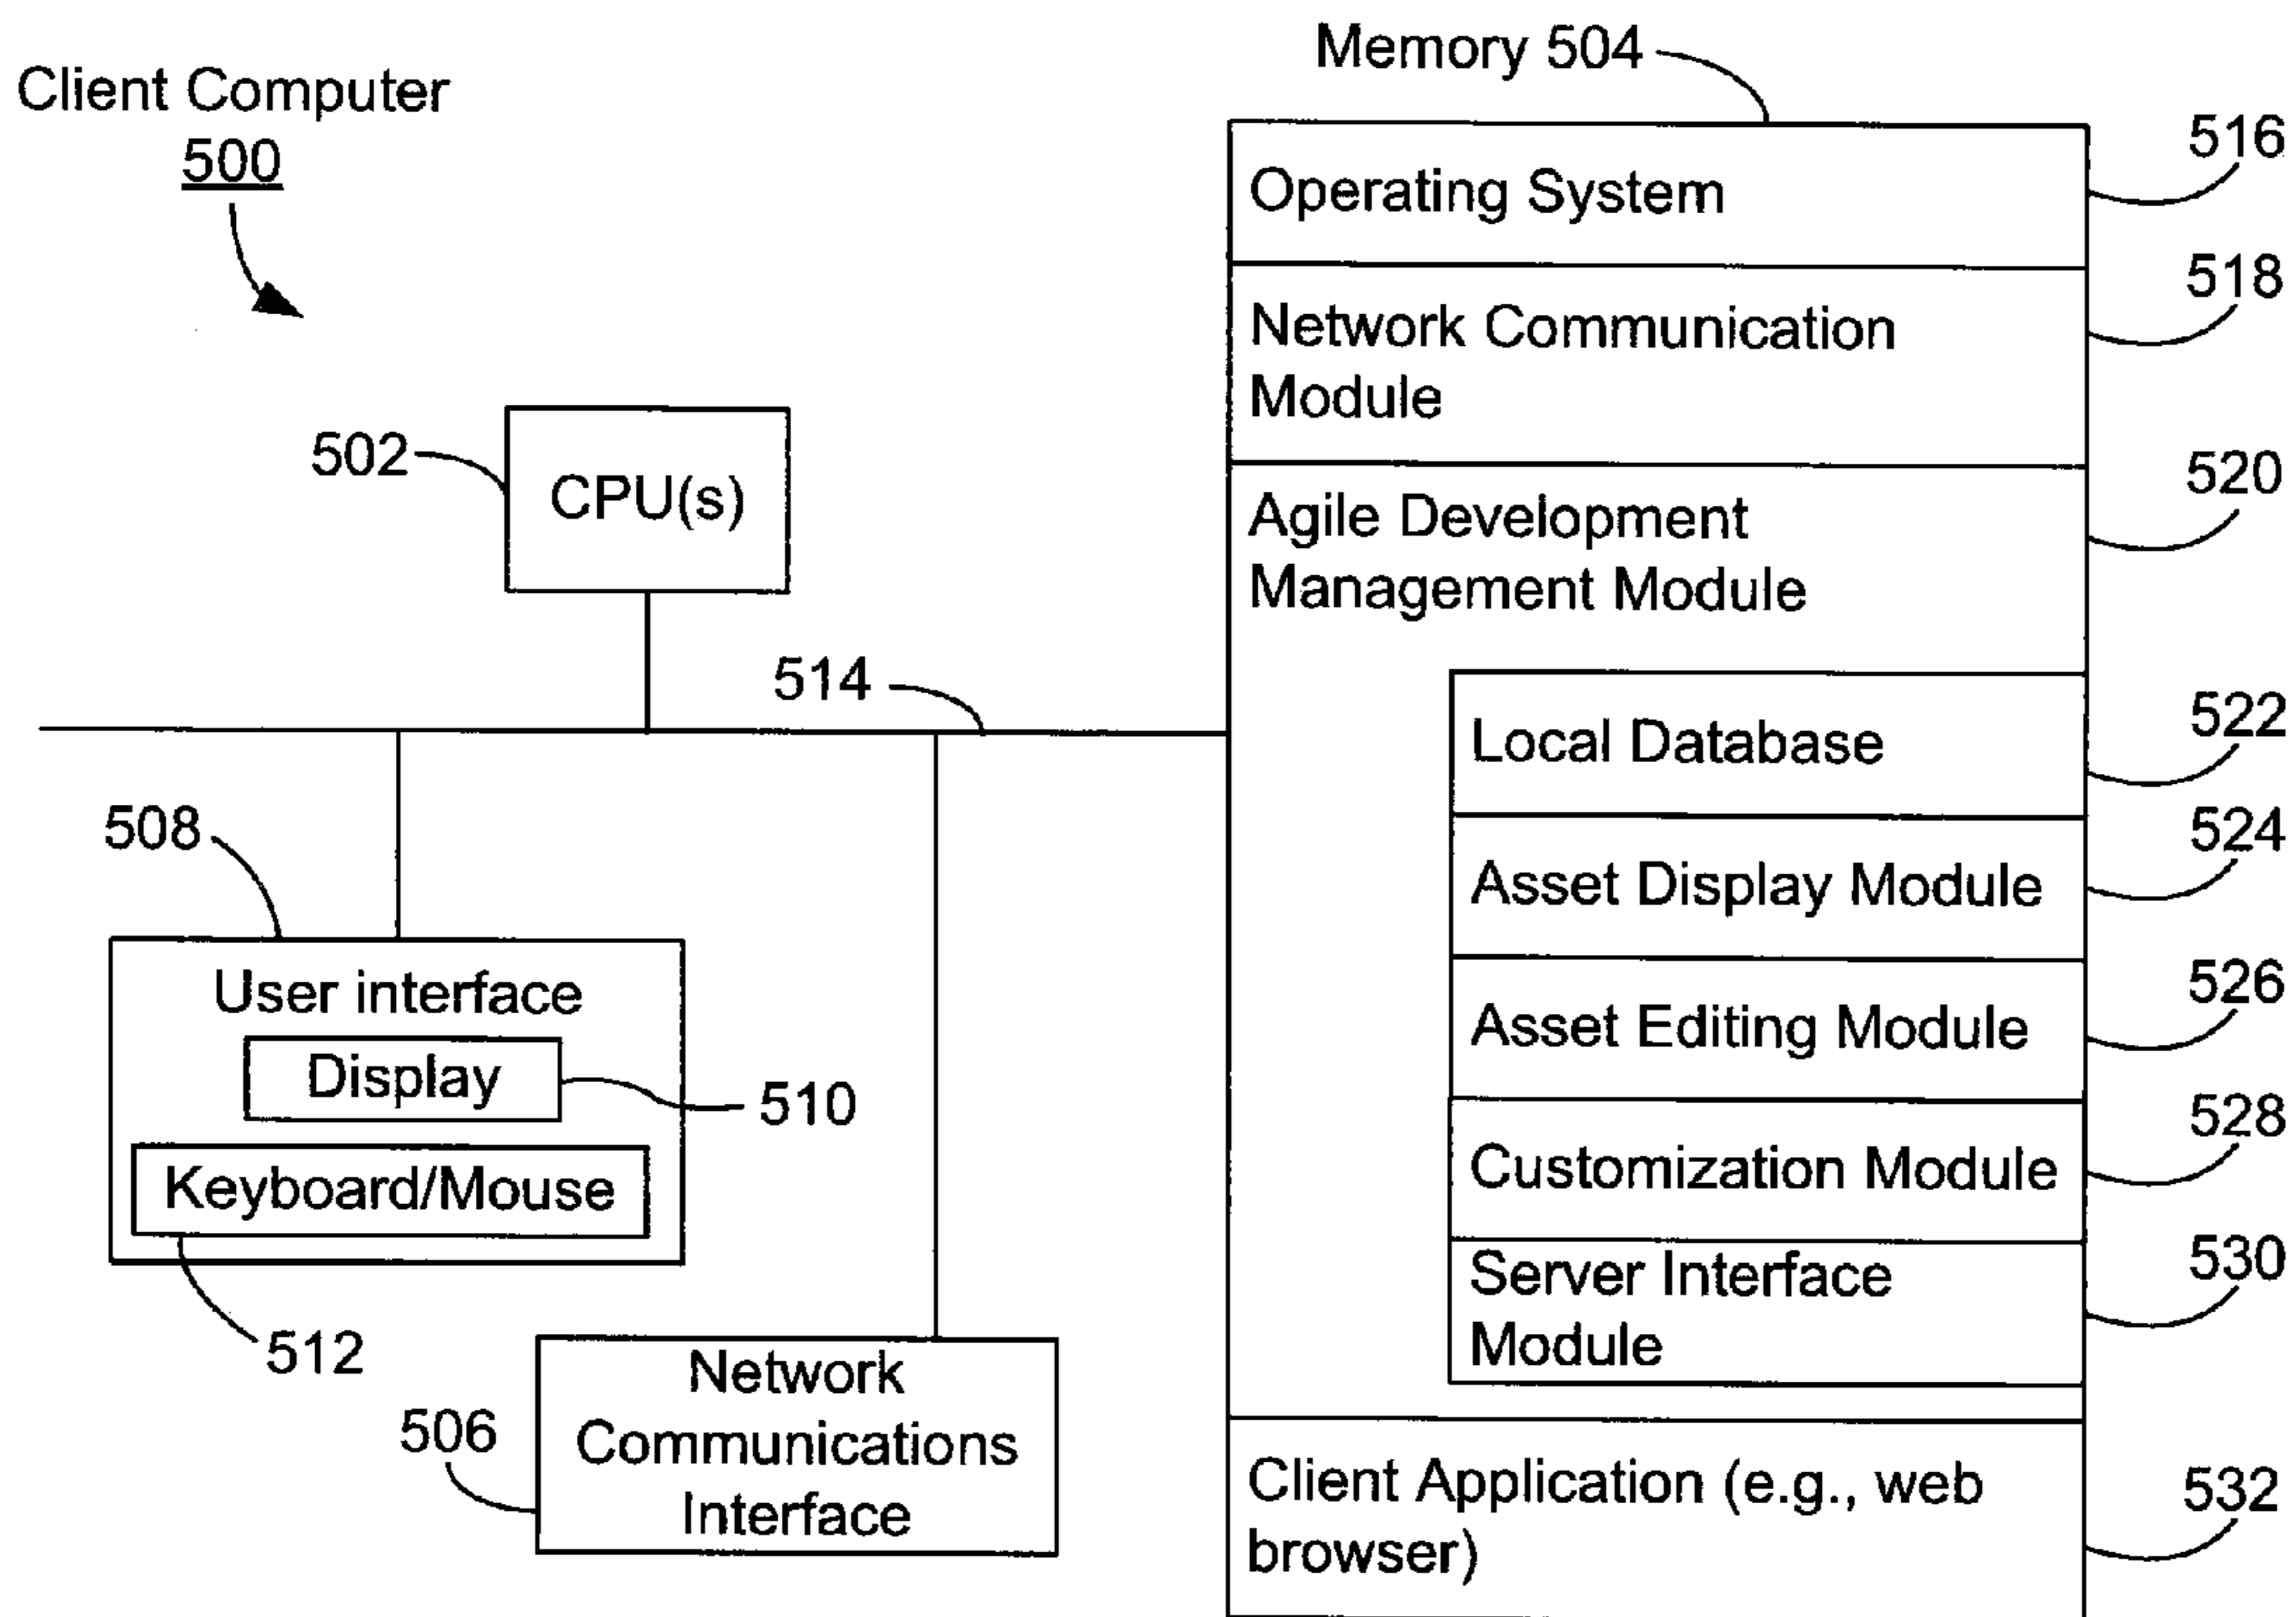 Client Computer
500
Memory 504
Operating System
516
Network Communication
Module
518
Agile Development
Management Module
520
Local Database
522
Asset Display Module
524
Asset Editing Module
526
Customization Module
528
Server Interface
Module
530
Client Application (e.g., web
browser)
532
502
CPU(s)
514
508
User interface
Display
510
Keyboard/Mouse
512
506
Network
Communications
Interface